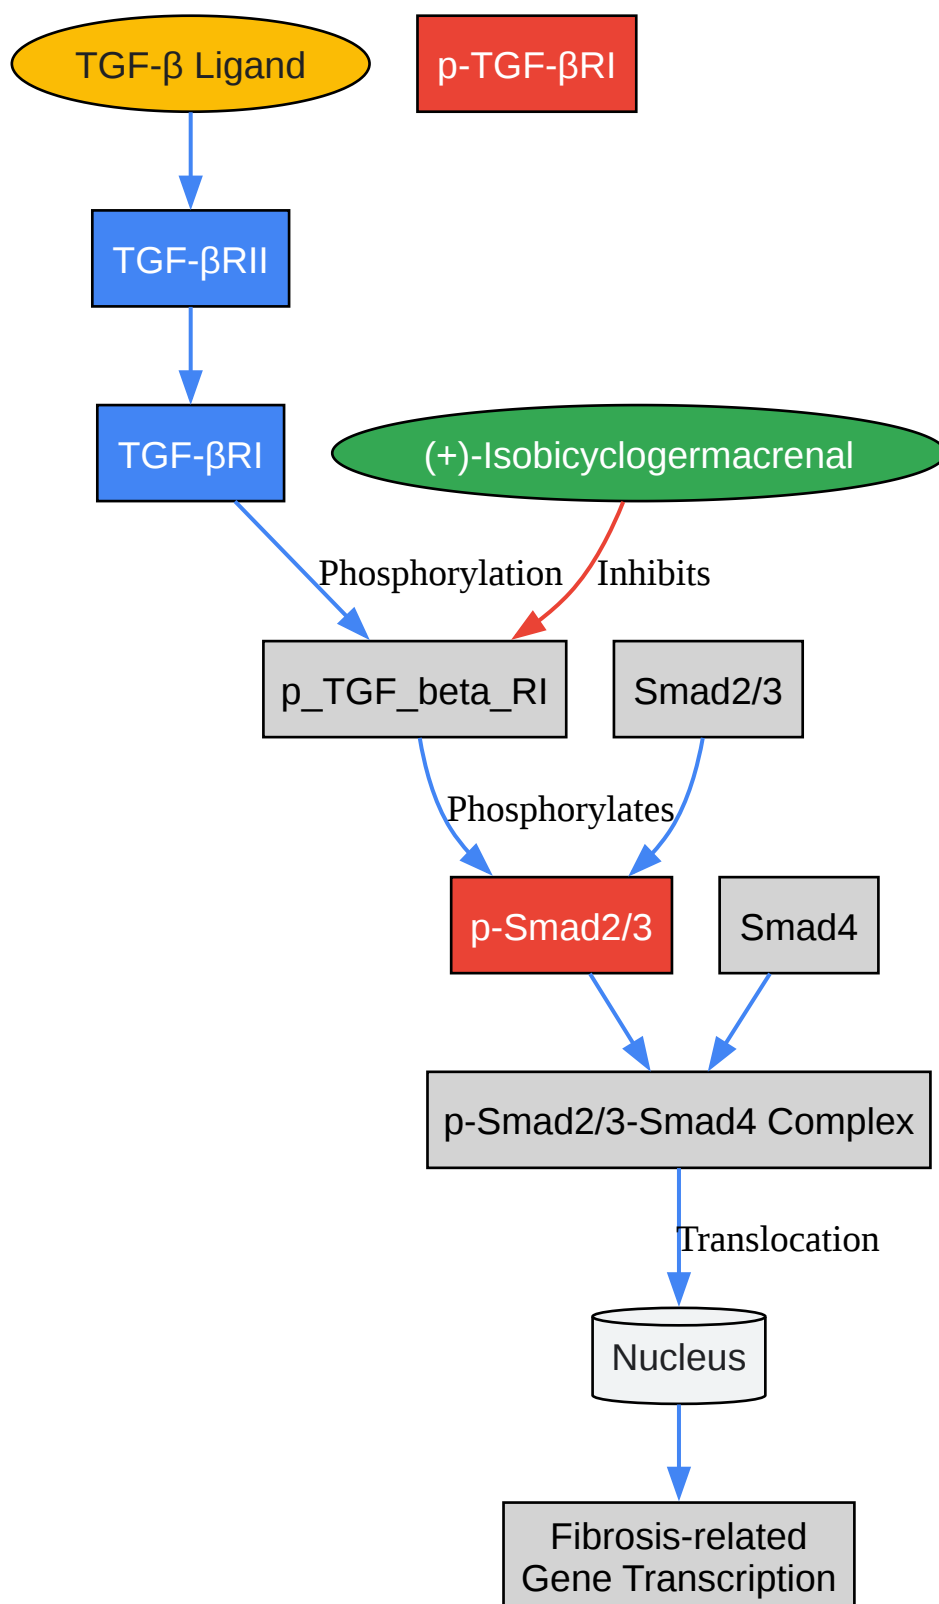 TGF-β Ligand
p-TGF-βRI
TGF-βRII
TGF-βRI
(+)-Isobicyclogermacrenal
Phosphorylation
Inhibits
p_TGF_beta_RI
Smad2/3
Phosphorylates
p-Smad2/3
Smad4
p-Smad2/3-Smad4 Complex
Translocation
Nucleus
Fibrosis-related
Gene Transcription